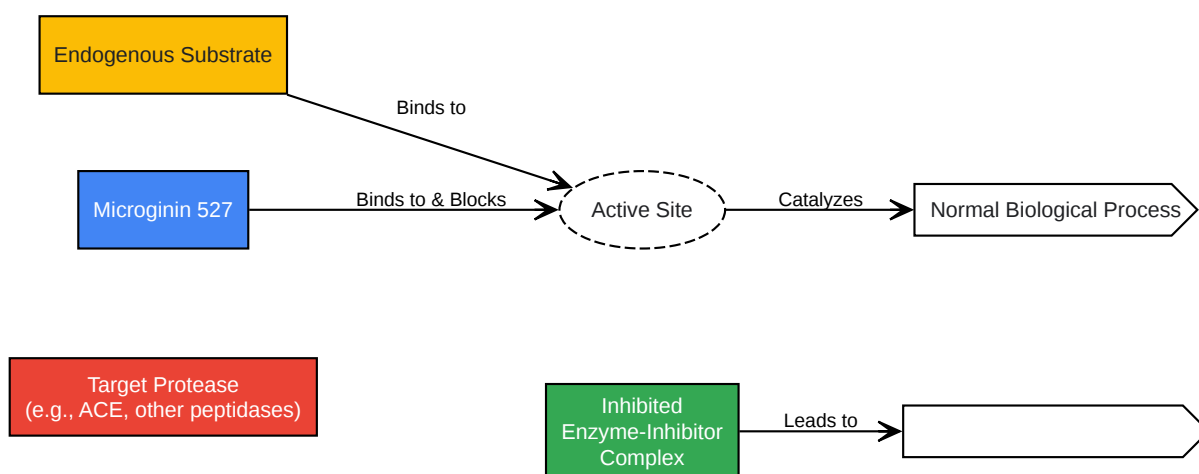 Endogenous Substrate
Binds to
Microginin 527
Binds to & Blocks
Active Site
Catalyzes
Normal Biological Process
Target Protease
(e.g., ACE, other peptidases)
Inhibited
Enzyme-Inhibitor
Complex
Leads to